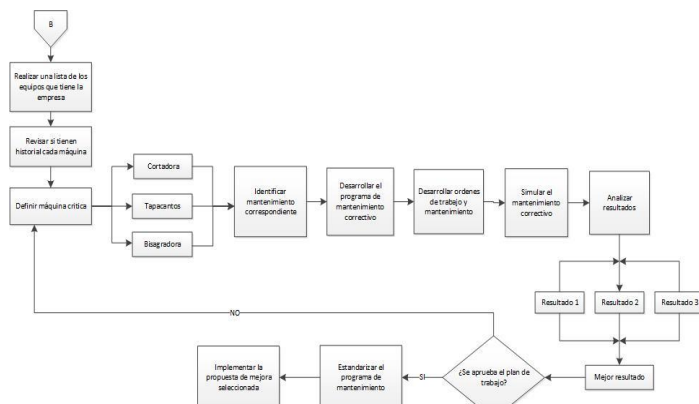 B
Realizar una lista de los
equipos que tiene la
empresa
Revisar si tienen
historial cada máquina
Definir máquina critica
Cortadora
Tapacantos
Bisagradora
Identificar
mantenimiento
correspondiente
Desarrollar el
programa de
mantenimiento
correctivo
Desarrollar ordenes
de trabajo y
mantenimiento
Simular el
mantenimiento
correctivo
Analizar
resultados
Resultado 1
Resultado 2
Resultado 3
Mejor resultado
¿Se aprueba el plan de
trabajo?
NO
SI
Estandarizar el
programa de
mantenimiento
Implementar la
propuesta de mejora
seleccionada